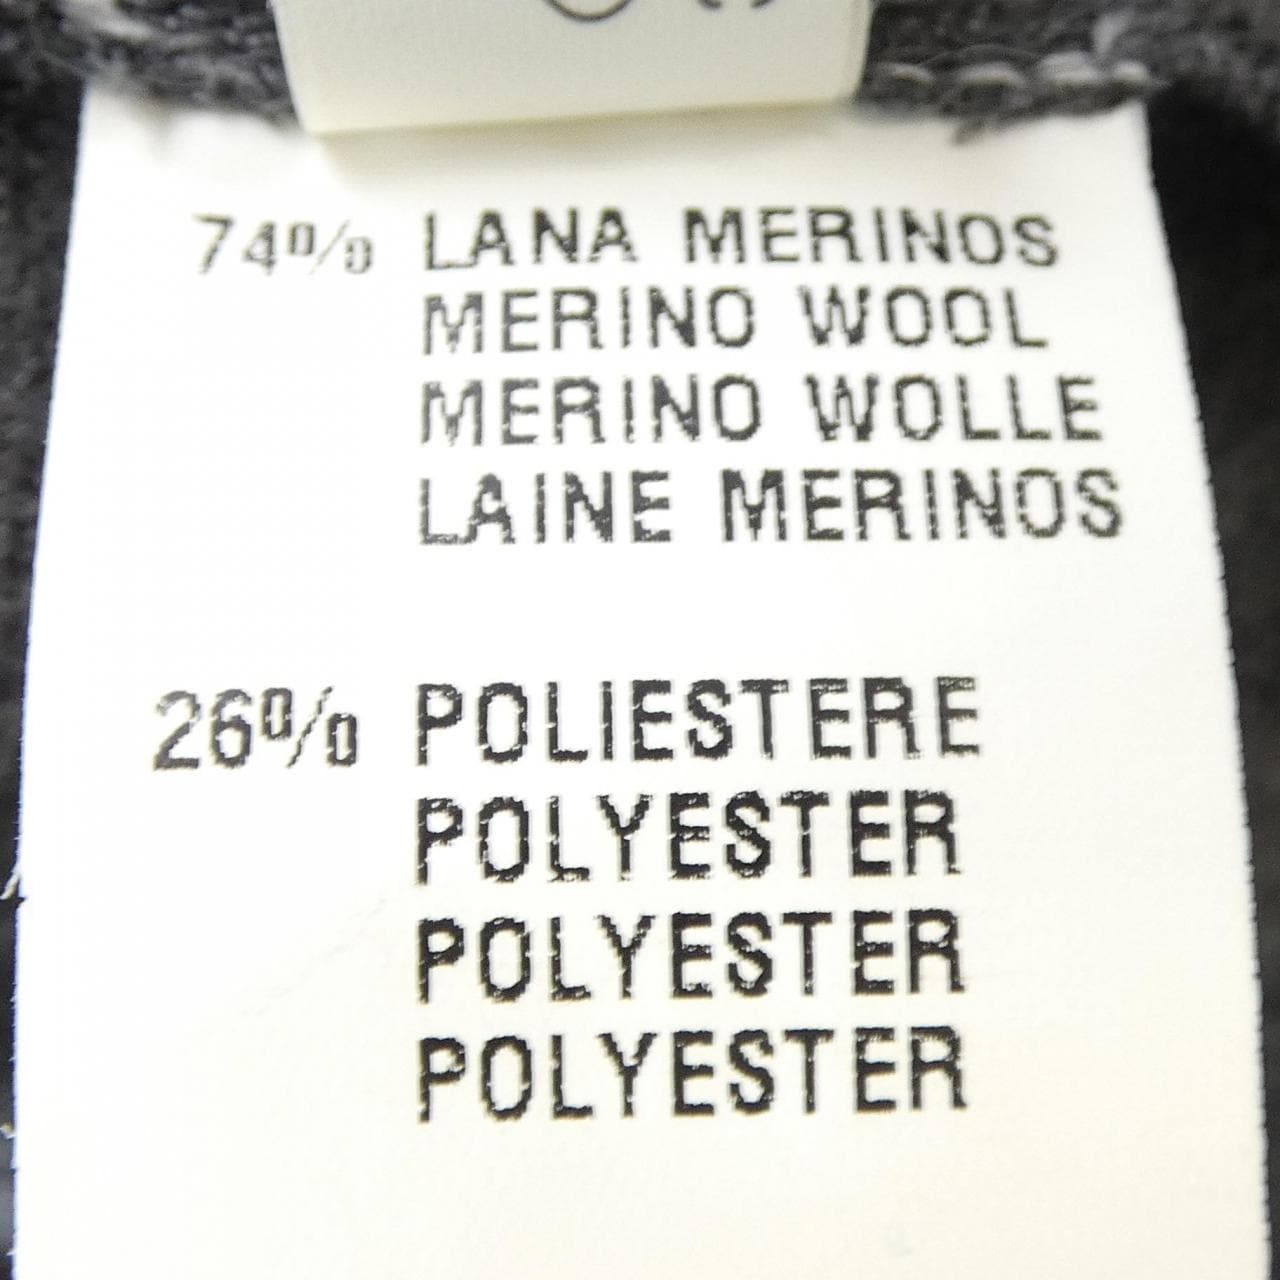 74% LANA MERINOS
MERINO WOOL
MERINO WOLLE
LAINE MERINOS
26% POLIESTERE
POLYESTER
POLYESTER
POLYESTER